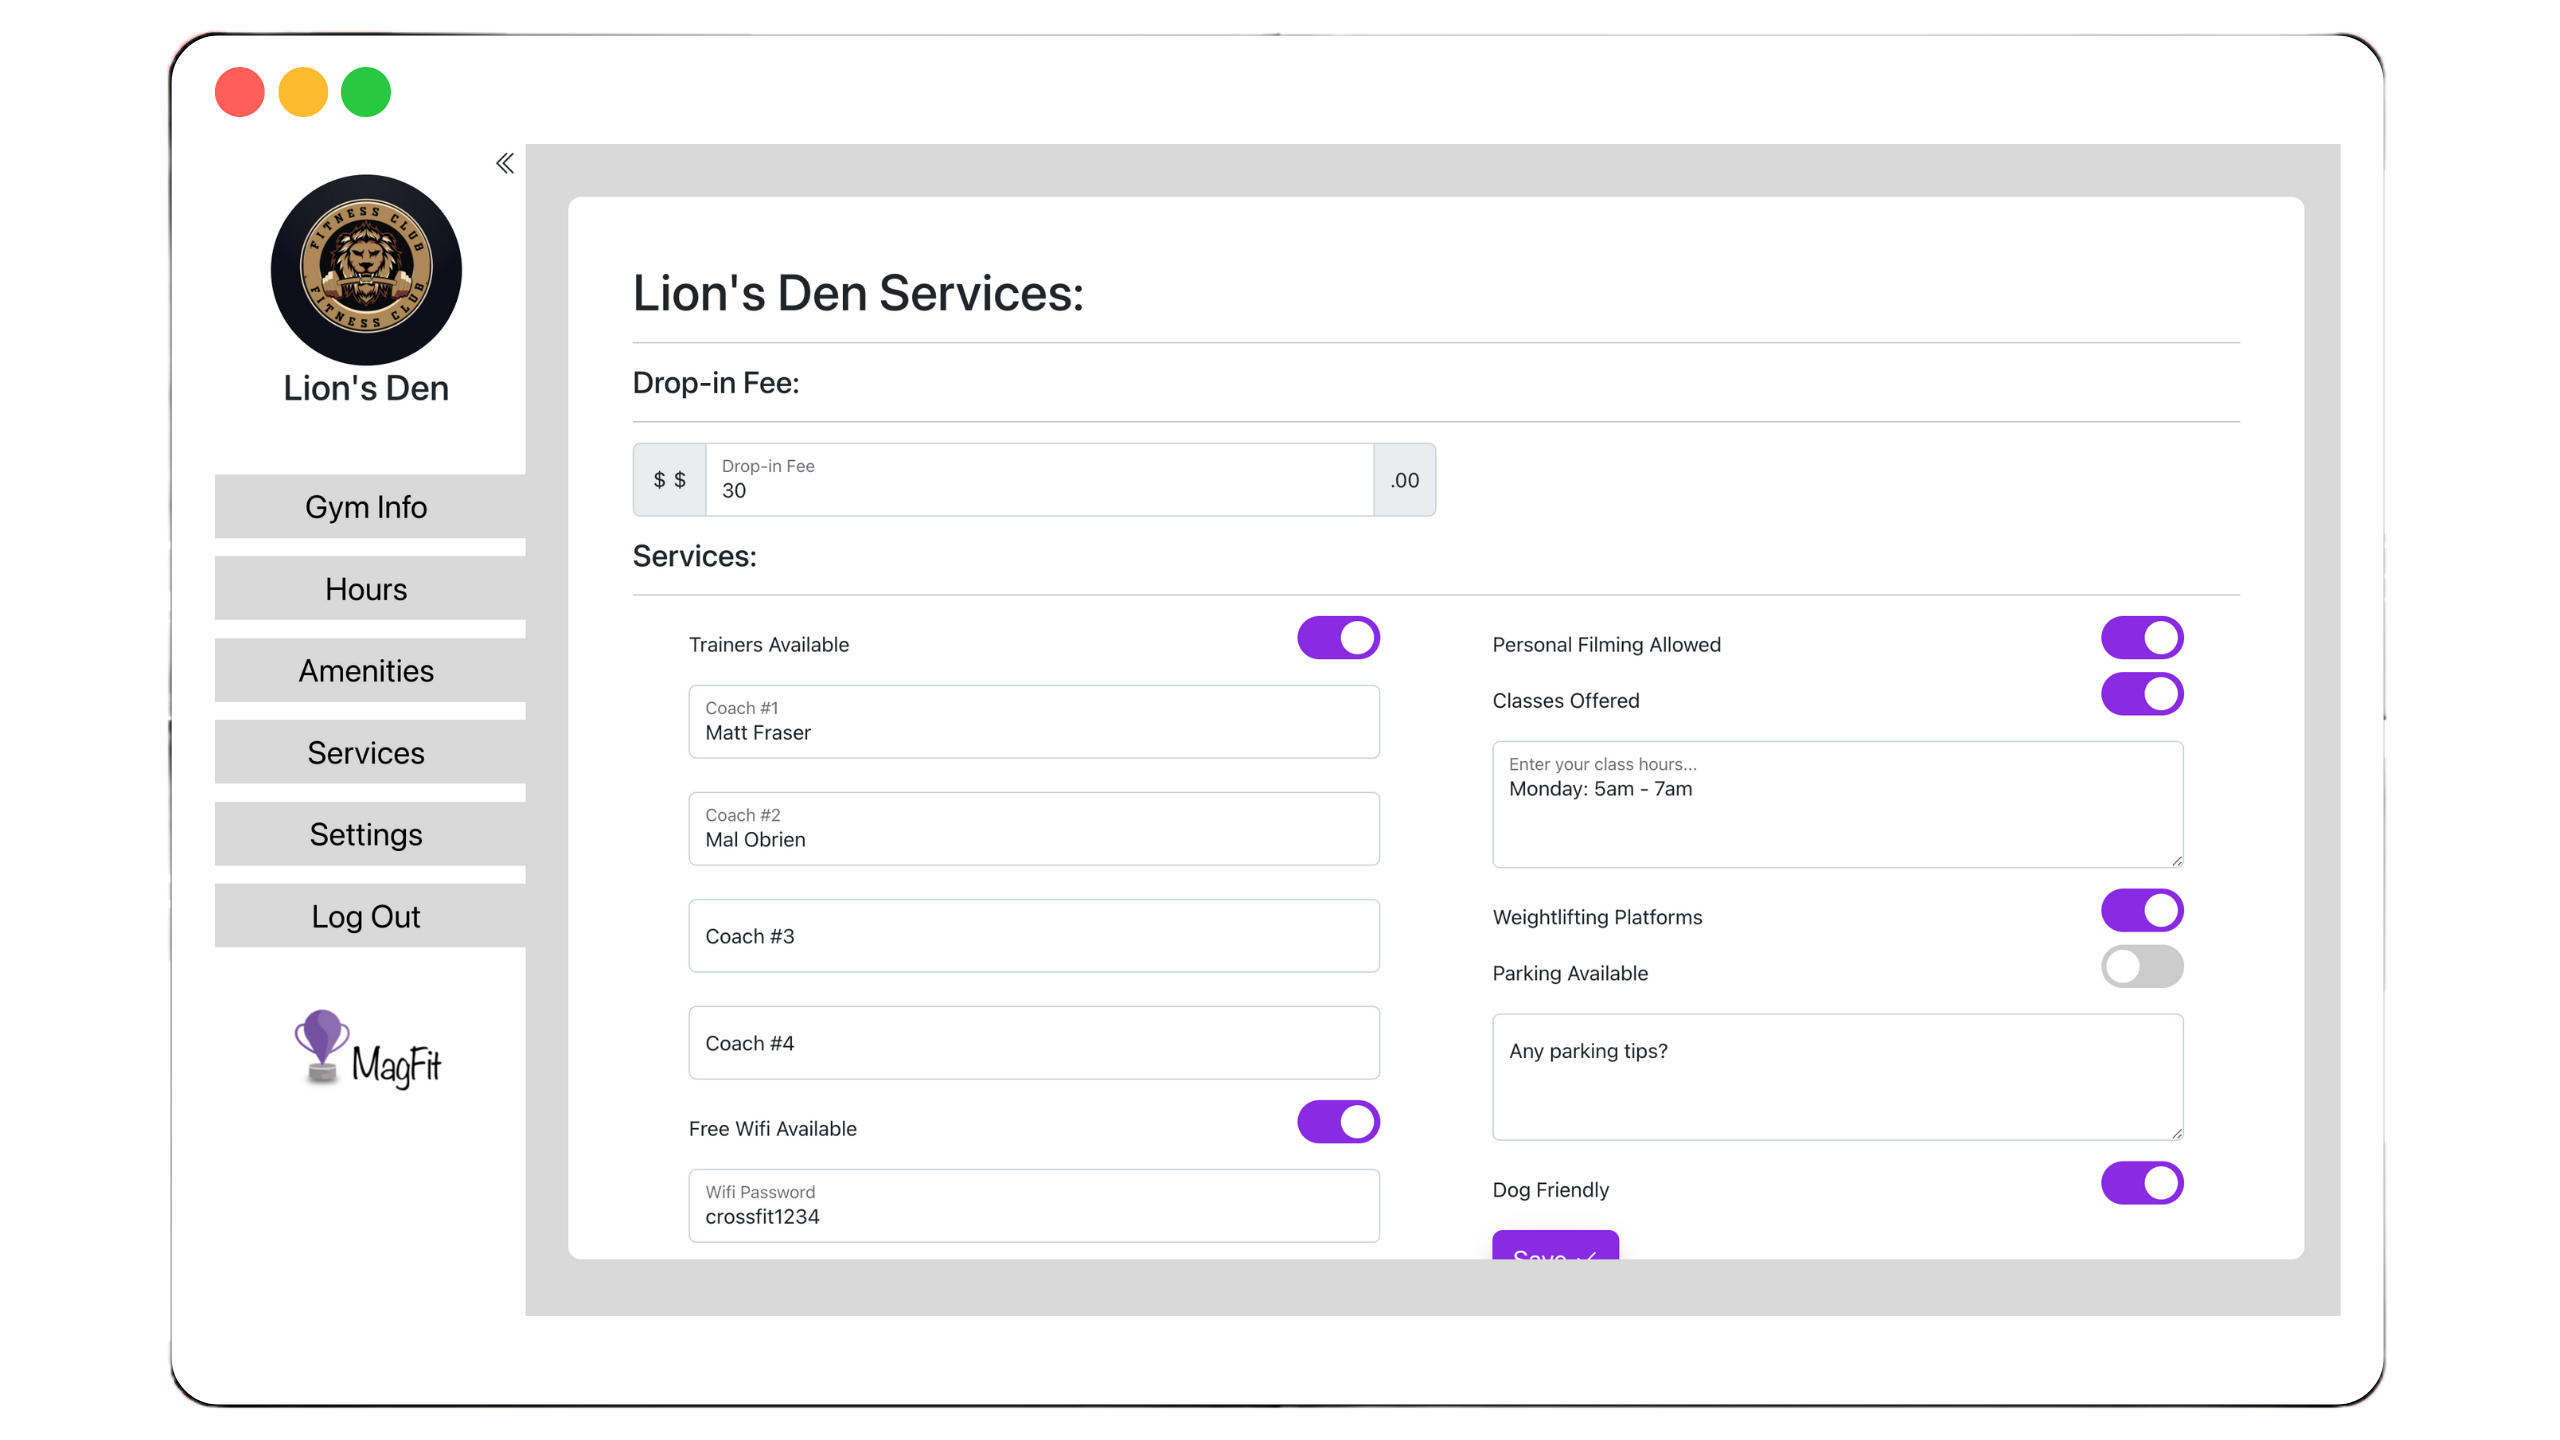 FITNESS CLUB
FITNESS CLUB
Lion's Den
Gym Info
Hours
Amenities
Services
Settings
Log Out
MagFit
Lion's Den Services:
Drop-in Fee:
$ $
Drop-in Fee
30
.00
Services:
Trainers Available
Coach #1
Matt Fraser
Coach #2
Mal Obrien
Coach #3
Coach #4
Free Wifi Available
Wifi Password
crossfit1234
Personal Filming Allowed
Classes Offered
Enter your class hours...
Monday: 5am - 7am
Weightlifting Platforms
Parking Available
Any parking tips?
Dog Friendly
Save